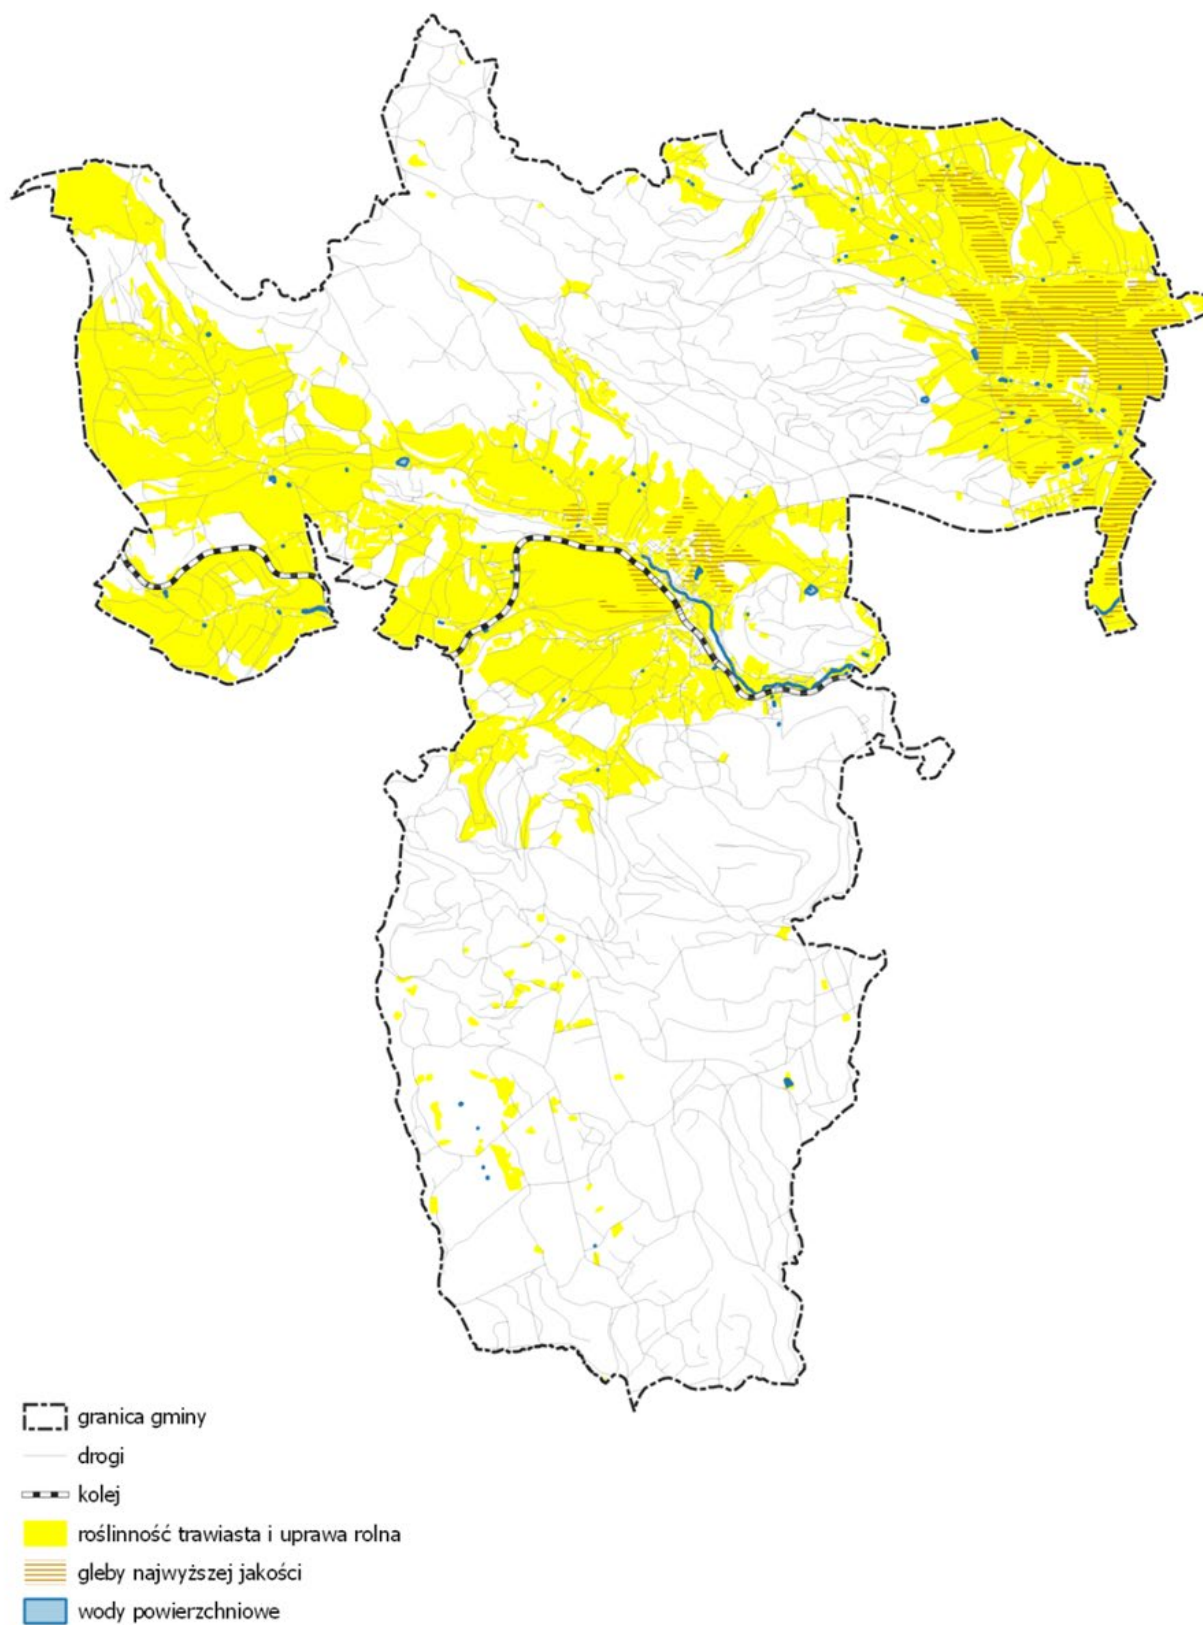 granica gminy
drogi
kolej
roślinność trawiasta i uprawa rolna
gleby najwyższej jakości
wody powierzchniowe